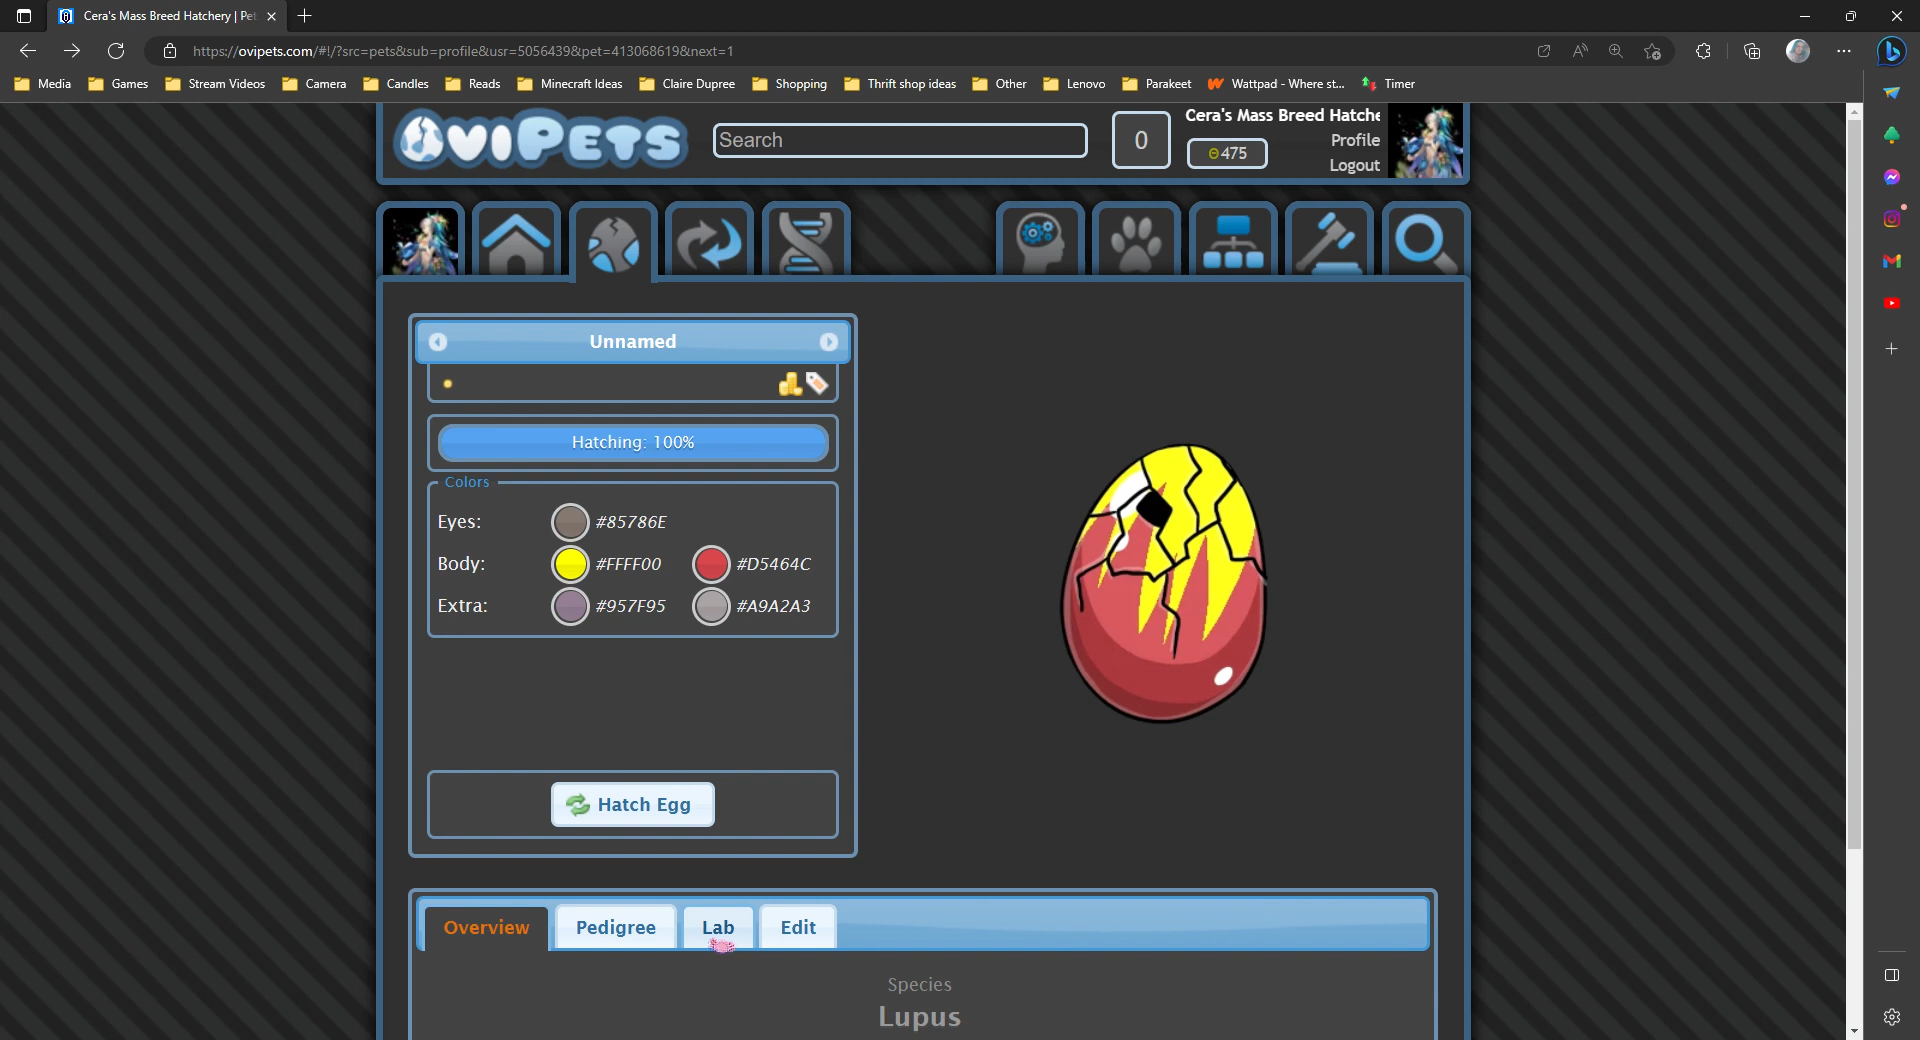 Cera's Mass Breed Hatchery | Pet
https://ovipets.com/#!/?src=pets&sub=profile&usr=5056439&pet=413068619&next=1
Media Games Stream Videos Camera Candles Reads Minecraft Ideas Claire Dupree Shopping Thrift shop ideas Other Lenovo Parakeet Wattpad - Where st... Timer
OviPets
Search
0
Cera's Mass Breed Hatche
475
Profile
Logout
Unnamed
Hatching: 100%
Colors
Eyes: #85786E
Body: #FFFF00 #D5464C
Extra: #957F95 #A9A2A3
Hatch Egg
Overview Pedigree Lab Edit
Species
Lupus